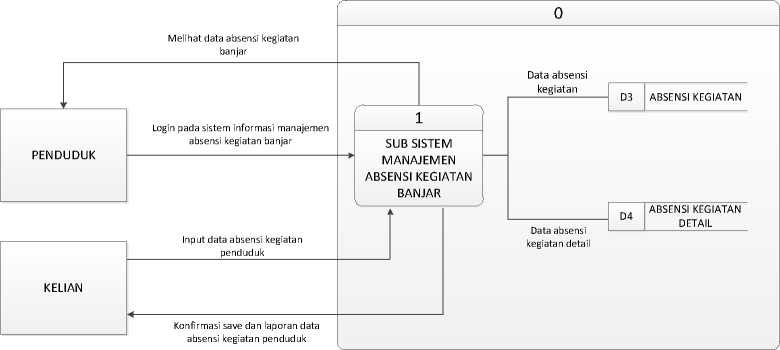 0
Melihat data absensi kegiatan
banjar
Data absensi
kegiatan
D3
ABSENSI KEGIATAN
1
SUB SISTEM
MANAJEMEN
ABSENSI KEGIATAN
BANJAR
Login pada sistem informasi manajemen
absensi kegiatan banjar
PENDUDUK
D4
ABSENSI KEGIATAN
DETAIL
Data absensi
kegiatan detail
Input data absensi kegiatan
penduduk
KELIAN
Konfirmasi save dan laporan data
absensi kegiatan penduduk